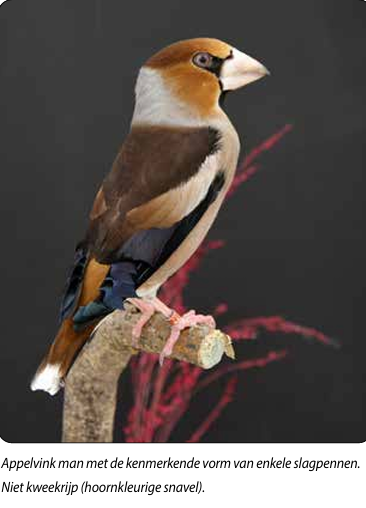 Appelvink man met de kenmerkende vorm van enkele slagpennen.
Niet kweekrijp (hoornkleurige snavel).